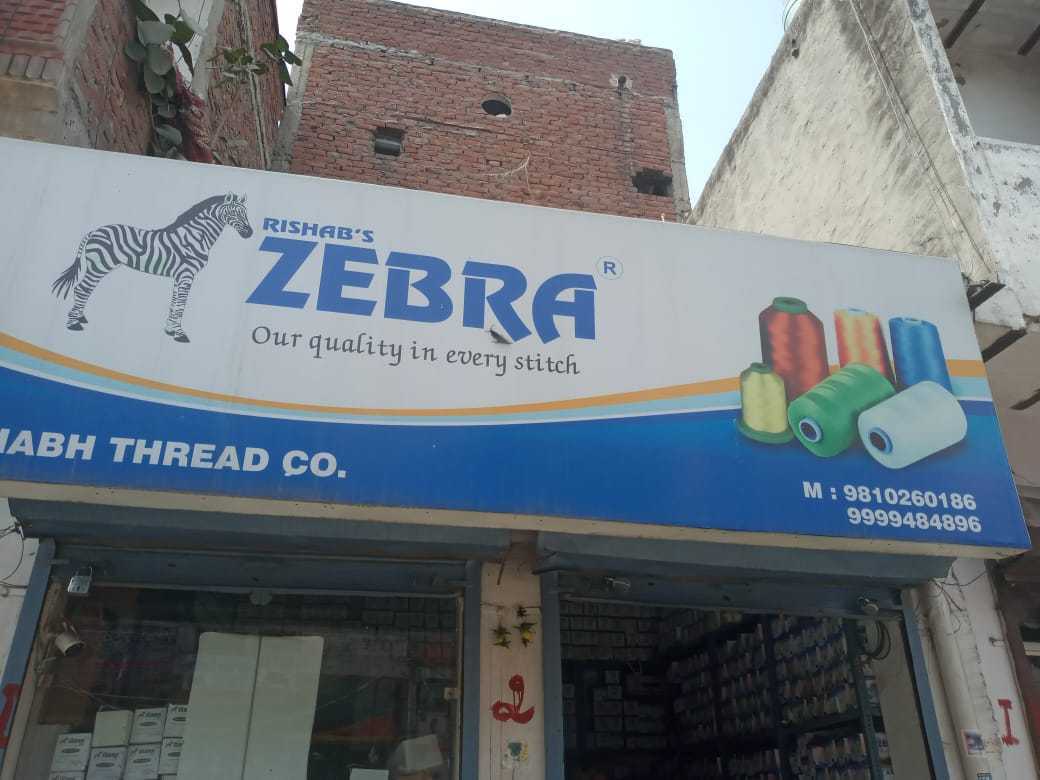 RISHAB'S
ZEBRA ®
Our quality in every stitch
HABH THREAD CO.
M : 9810260186
9999484896